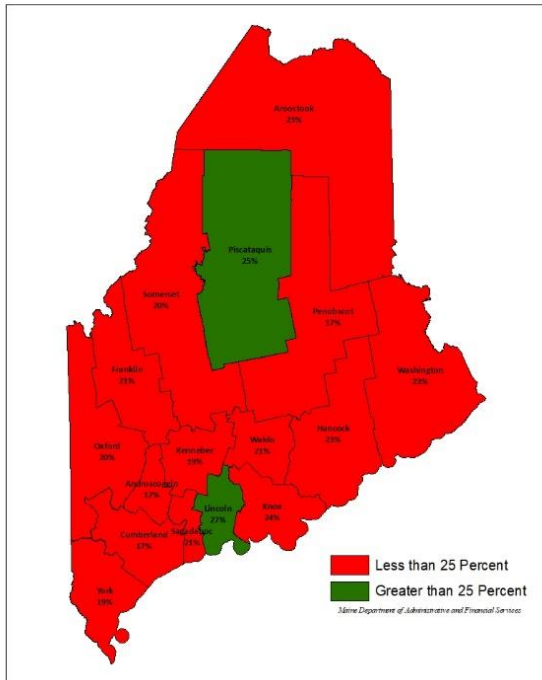 Aroostook
23%
Piscataquis
25%
Somerset
20%
Penobscot
17%
Franklin
21%
Washington
23%
Hancock
23%
Oxford
20%
Kennebec
19%
Waldo
21%
Androscoggin
17%
Lincoln
27%
Knox
24%
Sagadahoc
21%
Cumberland
17%
York
19%
Less than 25 Percent
Greater than 25 Percent
Maine Department of Administrative and Financial Services